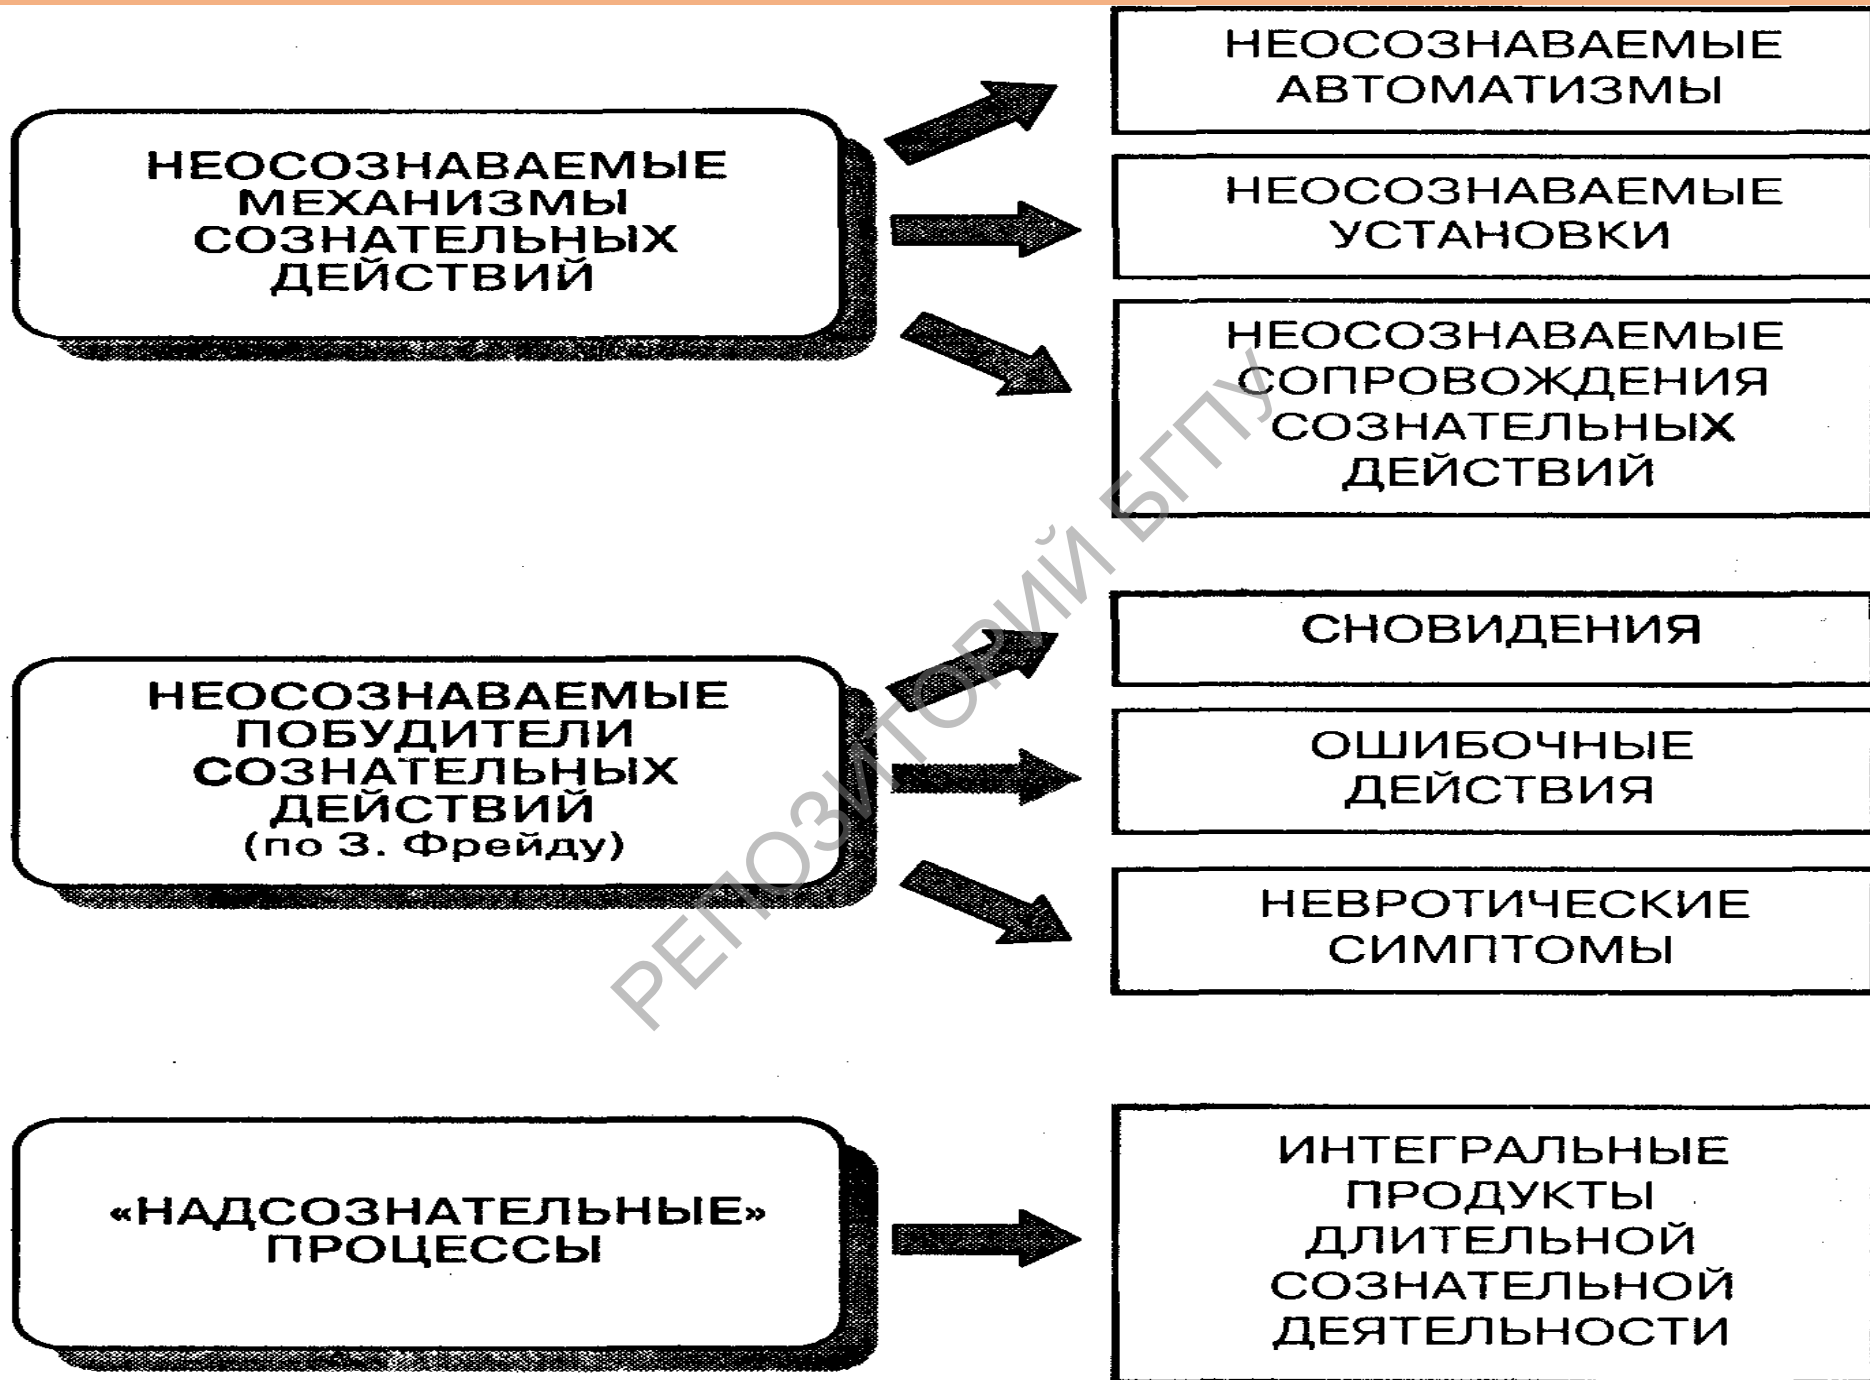 НЕОСОЗНАВАЕМЫЕ
МЕХАНИЗМЫ
СОЗНАТЕЛЬНЫХ
ДЕЙСТВИЙ
НЕОСОЗНАВАЕМЫЕ
АВТОМАТИЗМЫ
НЕОСОЗНАВАЕМЫЕ
УСТАНОВКИ
НЕОСОЗНАВАЕМЫЕ
СОПРОВОЖДЕНИЯ
СОЗНАТЕЛЬНЫХ
ДЕЙСТВИЙ
НЕОСОЗНАВАЕМЫЕ
ПОБУДИТЕЛИ
СОЗНАТЕЛЬНЫХ
ДЕЙСТВИЙ
(по З. Фрейду)
СНОВИДЕНИЯ
ОШИБОЧНЫЕ
ДЕЙСТВИЯ
НЕВРОТИЧЕСКИЕ
СИМПТОМЫ
«НАДСОЗНАТЕЛЬНЫЕ»
ПРОЦЕССЫ
ИНТЕГРАЛЬНЫЕ
ПРОДУКТЫ
ДЛИТЕЛЬНОЙ
СОЗНАТЕЛЬНОЙ
ДЕЯТЕЛЬНОСТИ
РЕПОЗИТОРИЙ БГПУ